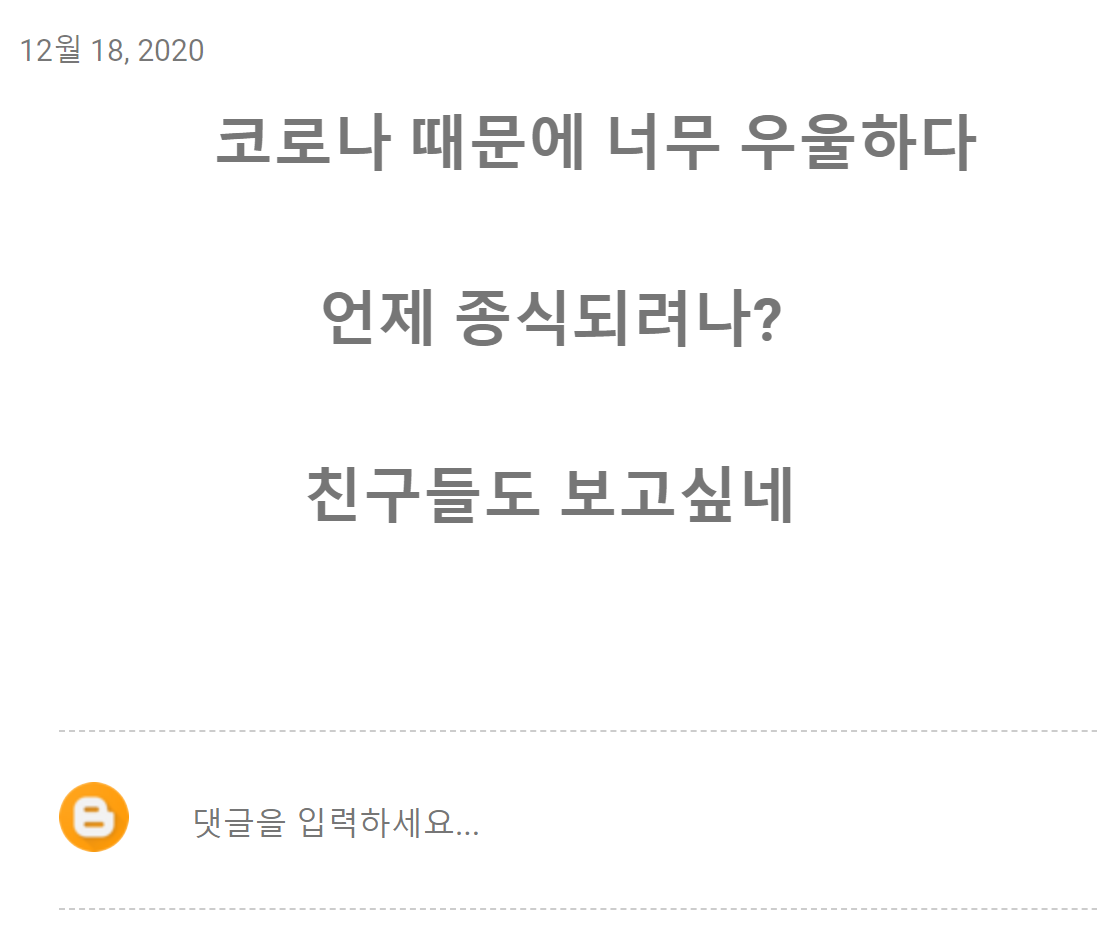 12월 18, 2020
코로나 때문에 너무 우울하다
언제 종식되려나?
친구들도 보고싶네
댓글을 입력하세요...